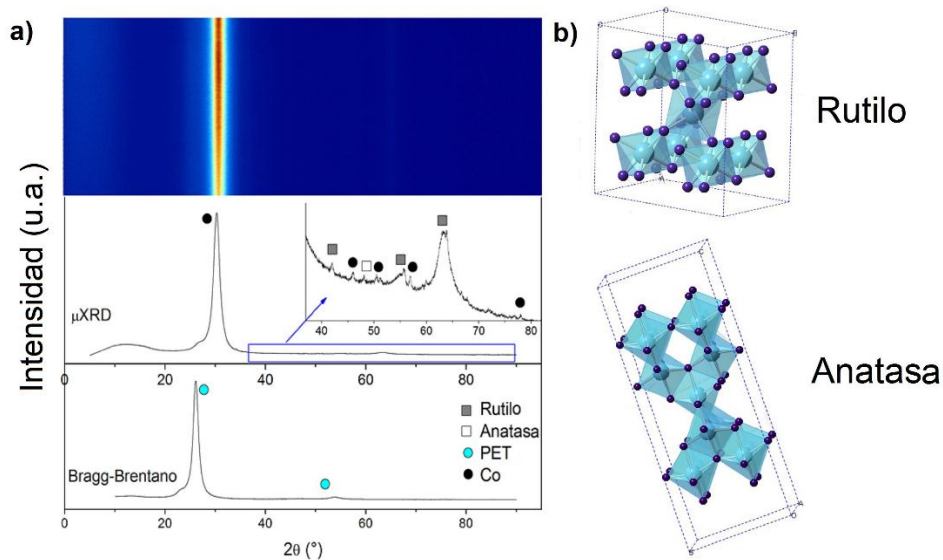 a)
b)
Rutilo
Intensidad (u.a.)
μXRD
40 50 60 70 80
0 20 40 60 80
Rutilo
Anatasa
PET
Co
Bragg-Brentano
0 20 40 60 80
2θ (°)
Anatasa